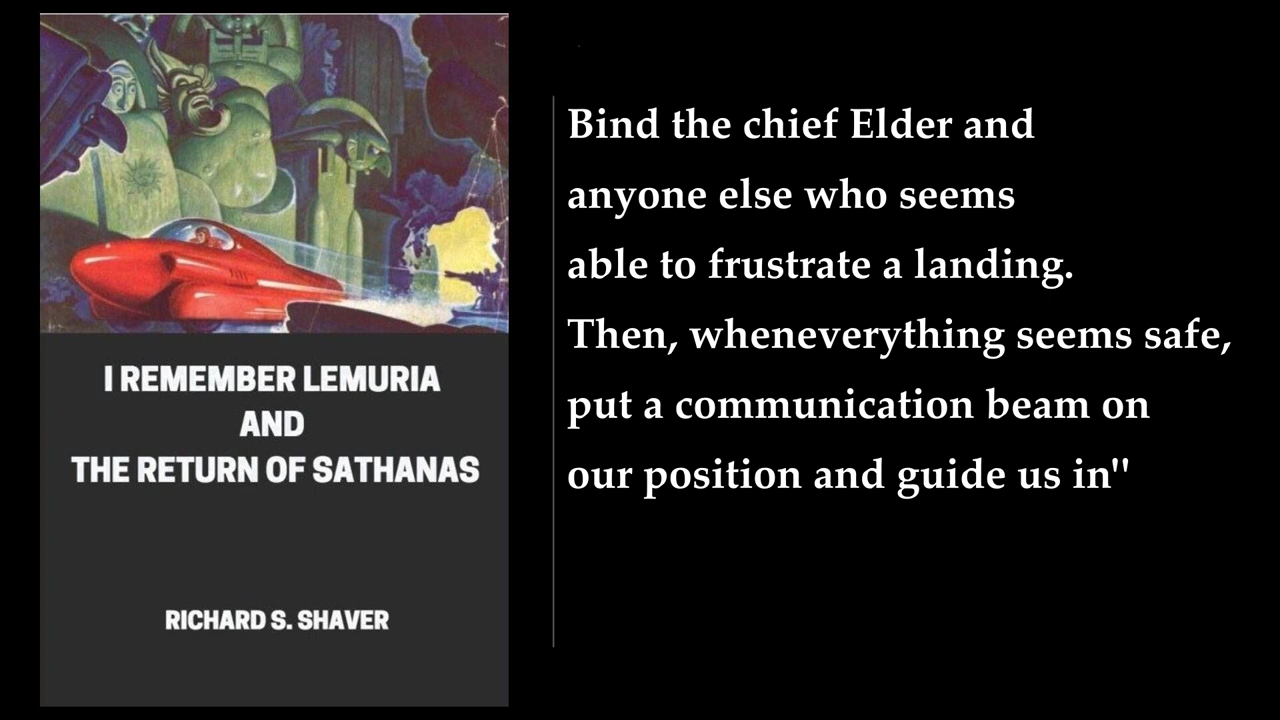 I REMEMBER LEMURIA
AND
THE RETURN OF SATHANAS
RICHARD S. SHAVER
Bind the chief Elder and
anyone else who seems
able to frustrate a landing.
Then, wheneverything seems safe,
put a communication beam on
our position and guide us in"